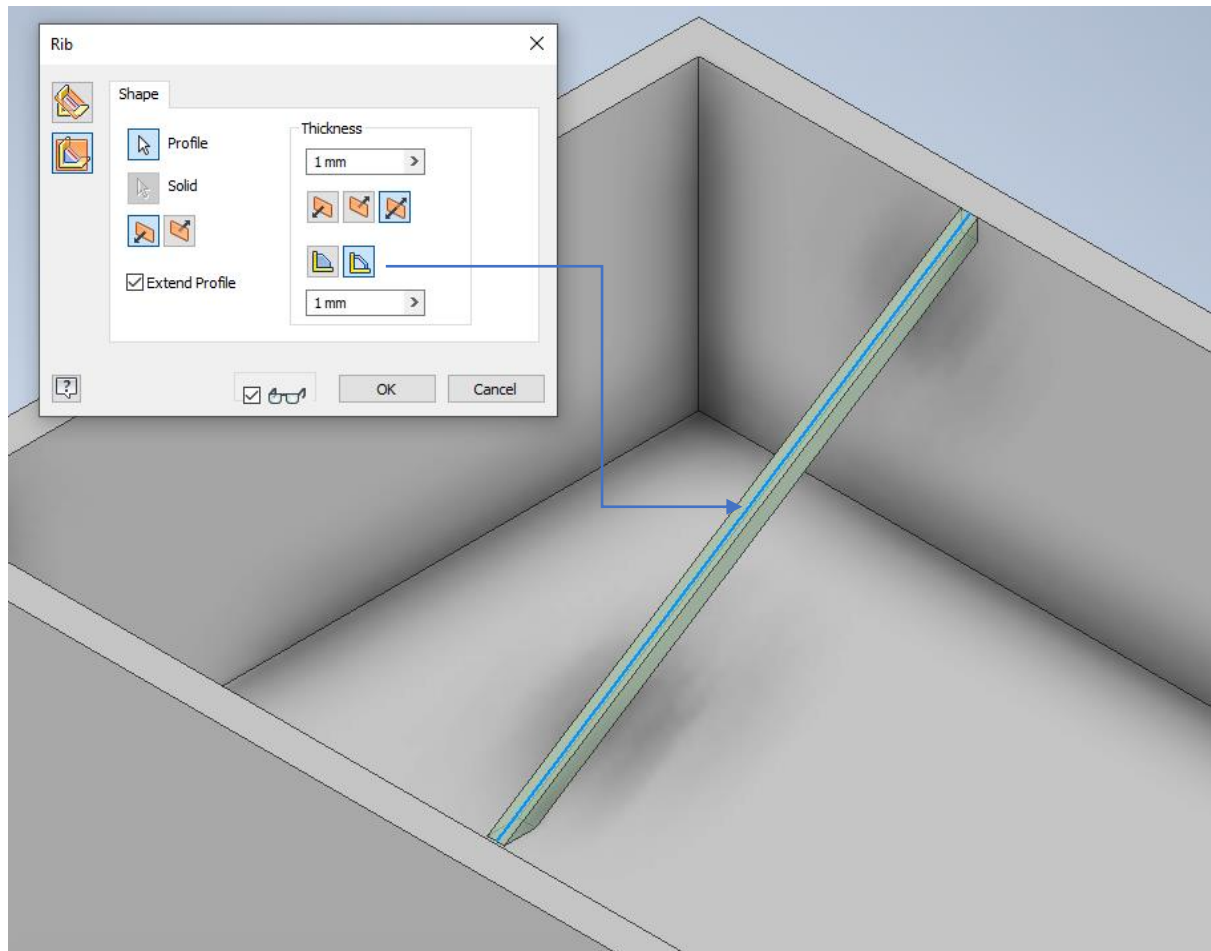 Rib
Shape
Profile
Thickness
1 mm
Solid
Extend Profile
1 mm
?
OK
Cancel